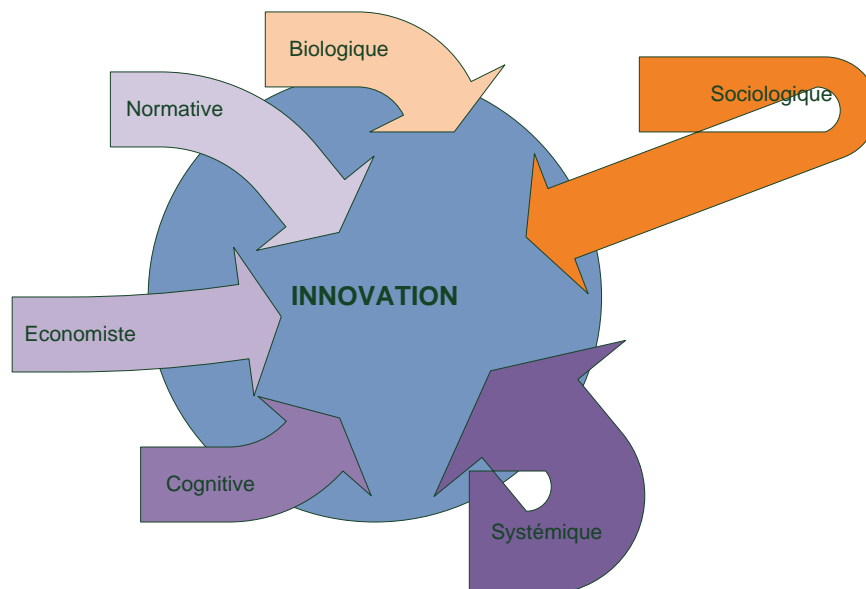 Biologique
Sociologique
Normative
INNOVATION
Economiste
Cognitive
Systémique